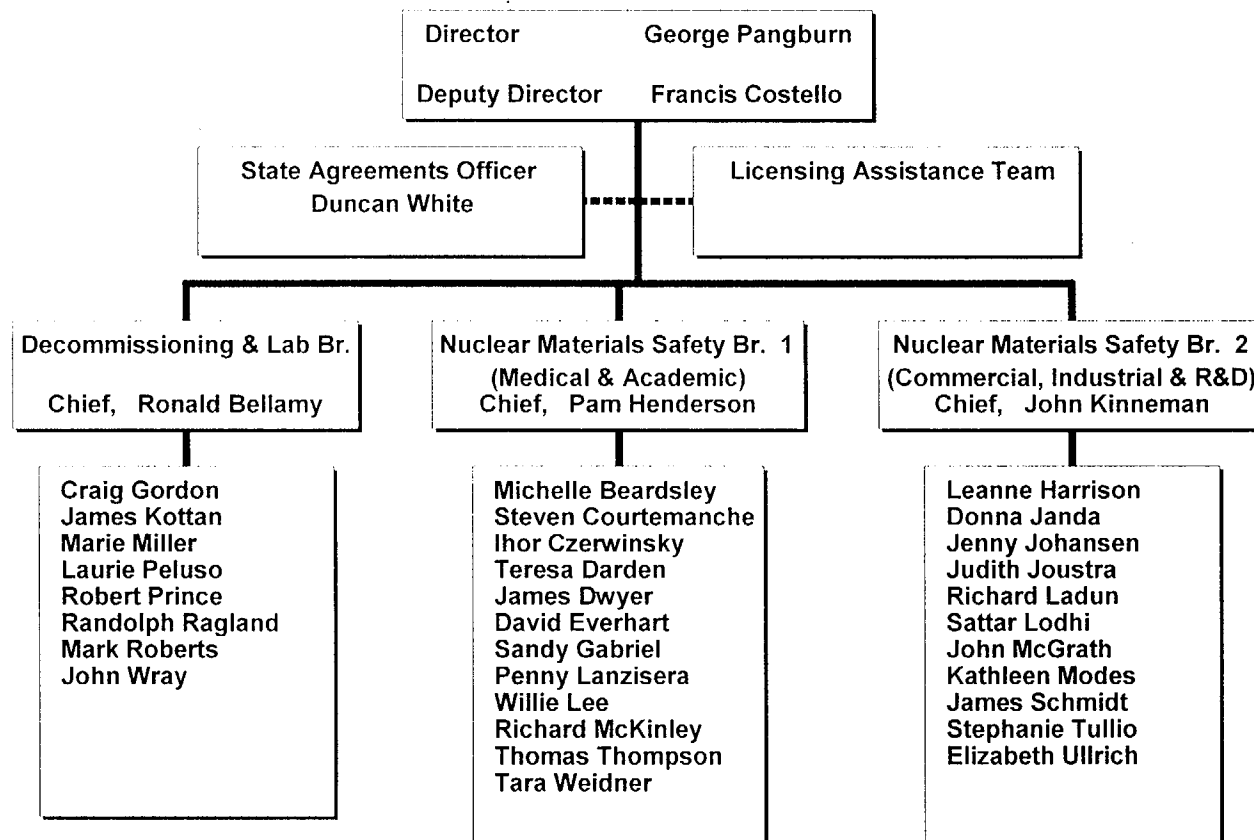 Director George Pangburn
Deputy Director Francis Costello
State Agreements Officer
Duncan White
Licensing Assistance Team
Decommissioning & Lab Br.
Chief, Ronald Bellamy
Nuclear Materials Safety Br. 1
(Medical & Academic)
Chief, Pam Henderson
Nuclear Materials Safety Br. 2
(Commercial, Industrial & R&D)
Chief, John Kinneman
Craig Gordon
James Kottan
Marie Miller
Laurie Peluso
Robert Prince
Randolph Ragland
Mark Roberts
John Wray
Michelle Beardsley
Steven Courtemanche
Ihor Czerwinsky
Teresa Darden
James Dwyer
David Everhart
Sandy Gabriel
Penny Lanzisera
Willie Lee
Richard McKinley
Thomas Thompson
Tara Weidner
Leanne Harrison
Donna Janda
Jenny Johansen
Judith Joustra
Richard Ladun
Sattar Lodhi
John McGrath
Kathleen Modes
James Schmidt
Stephanie Tullio
Elizabeth Ullrich